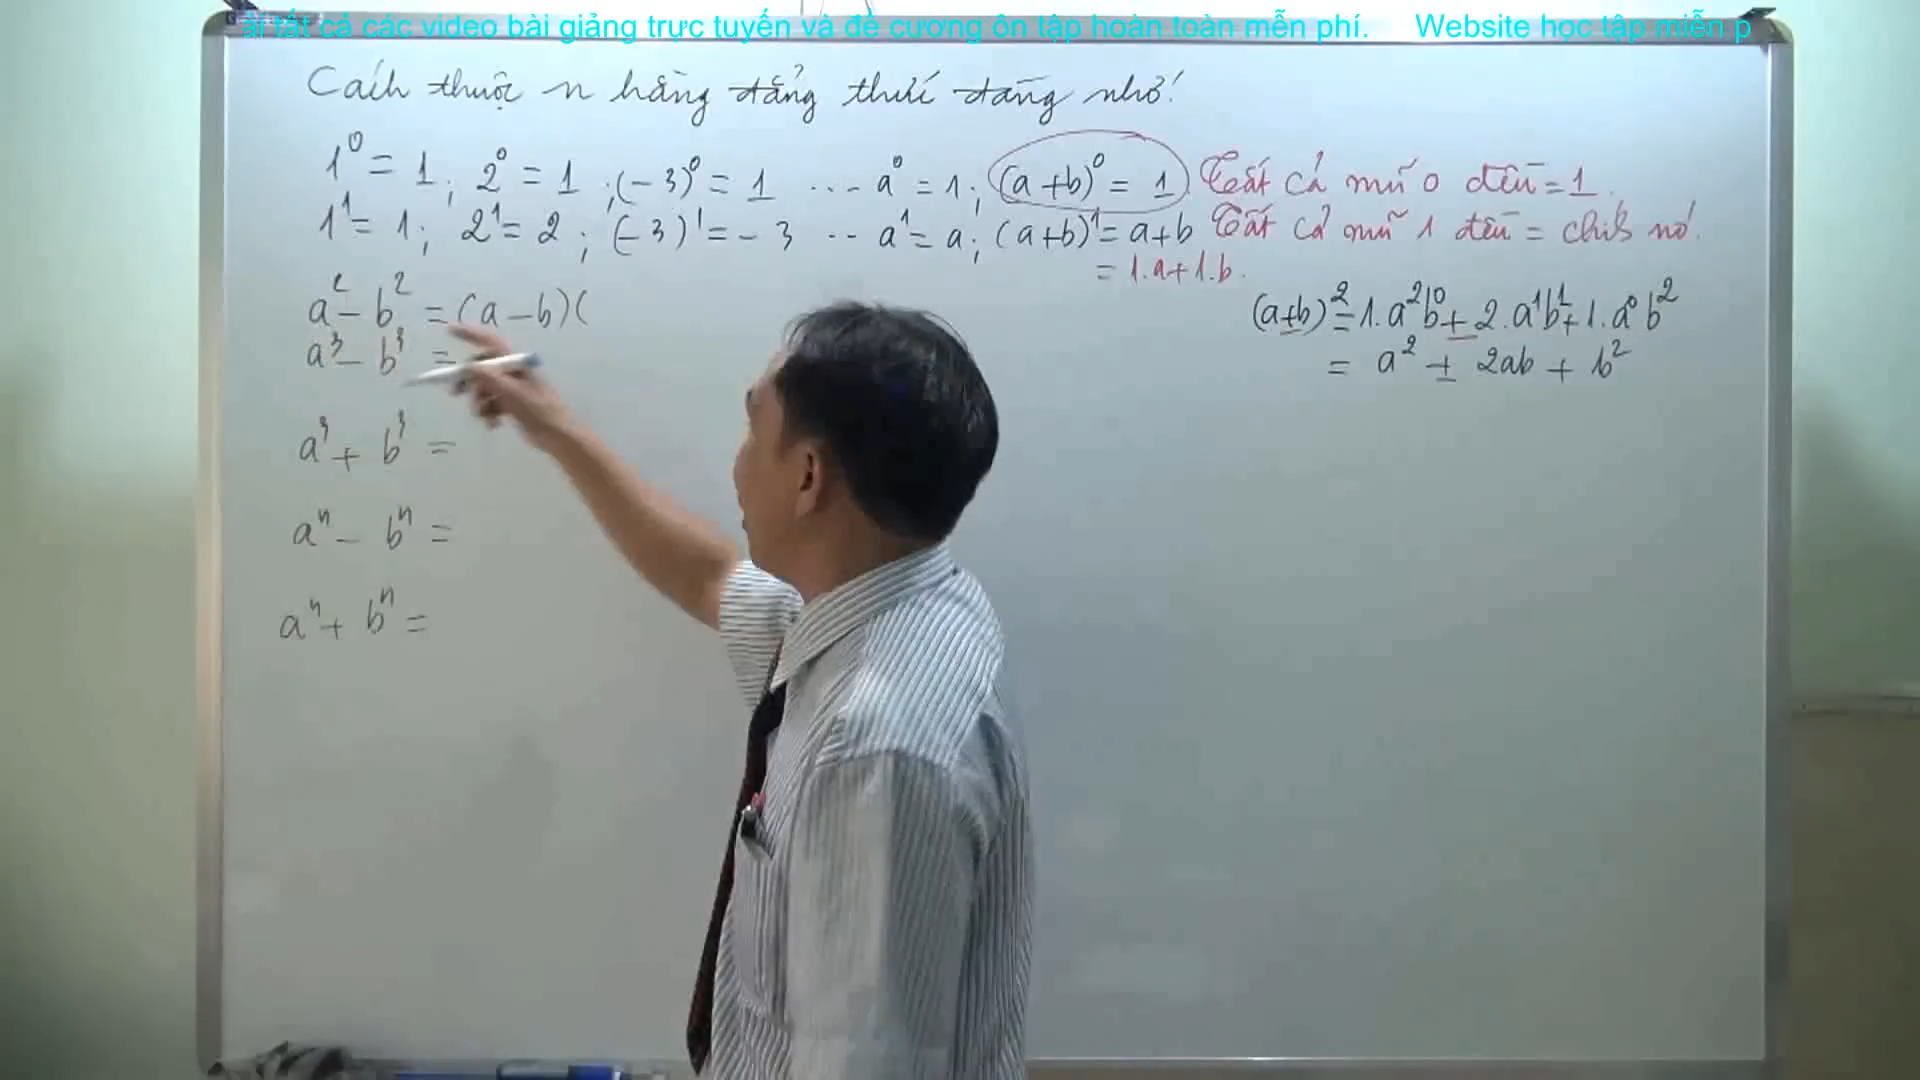 ải tất cả các video bài giảng trực tuyến và đề cương ôn tập hoàn toàn mễn phí. Website học tập miễn p
Cách thuộc n hằng đẳng thức đáng nhớ!
1⁰ = 1; 2⁰ = 1; (-3)⁰ = 1 ... a⁰ = 1; (a+b)⁰ = 1. Tất cả mũ 0 đều = 1.
1¹ = 1; 2¹ = 2; (-3)¹ = -3 ... a¹ = a; (a+b)¹ = a+b Tất cả mũ 1 đều = chính nó.
= 1.a+1.b.
a² - b² = (a-b)(
a³ - b³ =
a³ + b³ =
aⁿ - bⁿ =
aⁿ + bⁿ =
(a+b)² = 1.a²b⁰ + 2.a¹b¹ + 1.a⁰b²
= a² + 2ab + b²